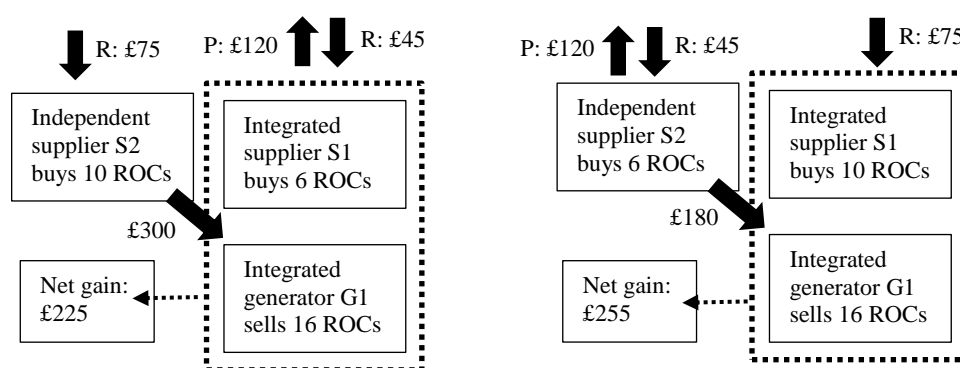 R: £75
P: £120
R: £45
Independent
supplier S2
buys 10 ROCs
Integrated
supplier S1
buys 6 ROCs
£300
Net gain:
£225
Integrated
generator G1
sells 16 ROCs
P: £120
R: £45
R: £75
Independent
supplier S2
buys 6 ROCs
Integrated
supplier S1
buys 10 ROCs
£180
Net gain:
£255
Integrated
generator G1
sells 16 ROCs